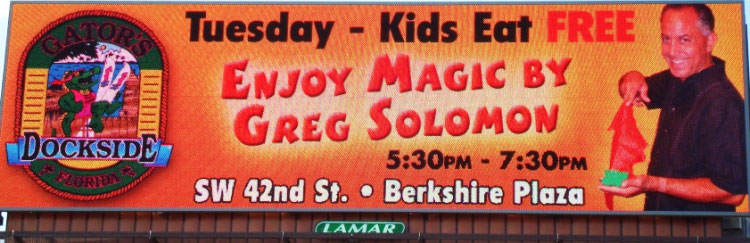 GATOR'S
DOCKSIDE
FLORIDA
Tuesday - Kids Eat FREE
ENJOY MAGIC BY
GREG SOLOMON
5:30PM - 7:30PM
SW 42nd St. • Berkshire Plaza
LAMAR